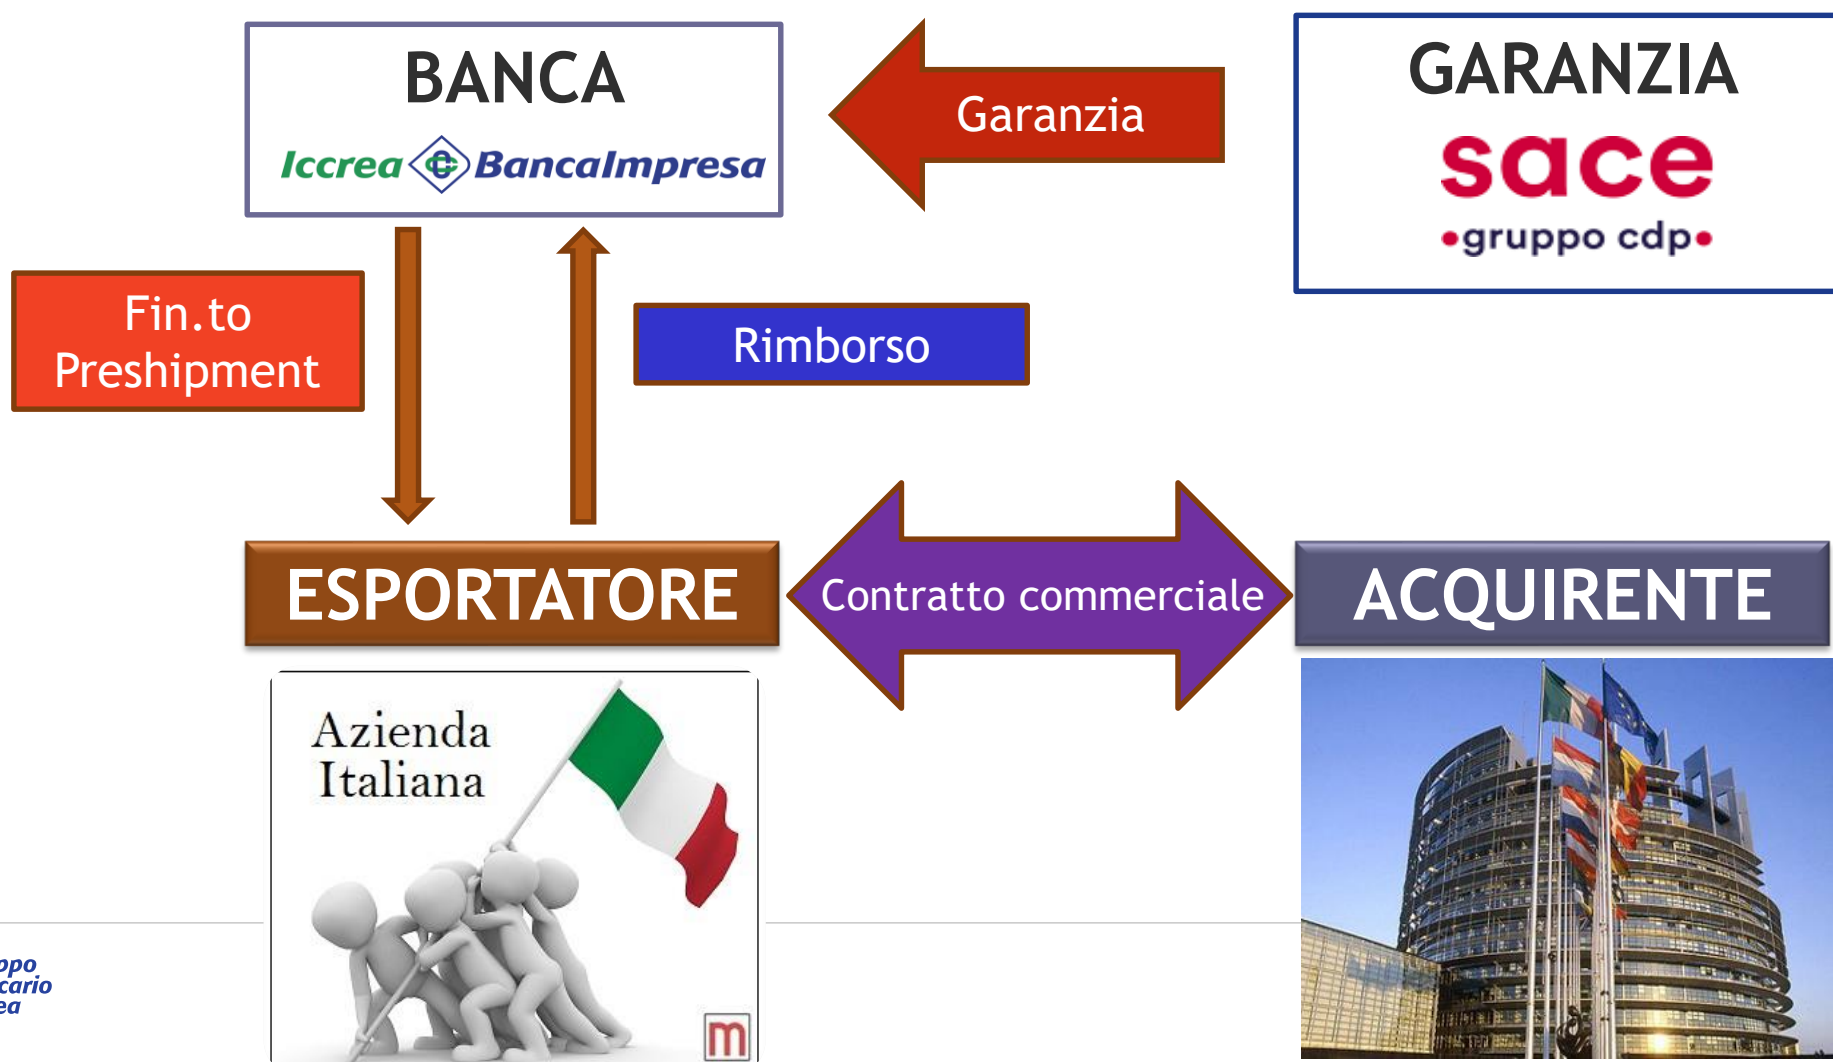 BANCA
Iccrea BancaImpresa
Garanzia
GARANZIA
sace
•gruppo cdp•
Fin.to
Preshipment
Rimborso
ESPORTATORE
Contratto commerciale
ACQUIRENTE
Azienda
Italiana
m